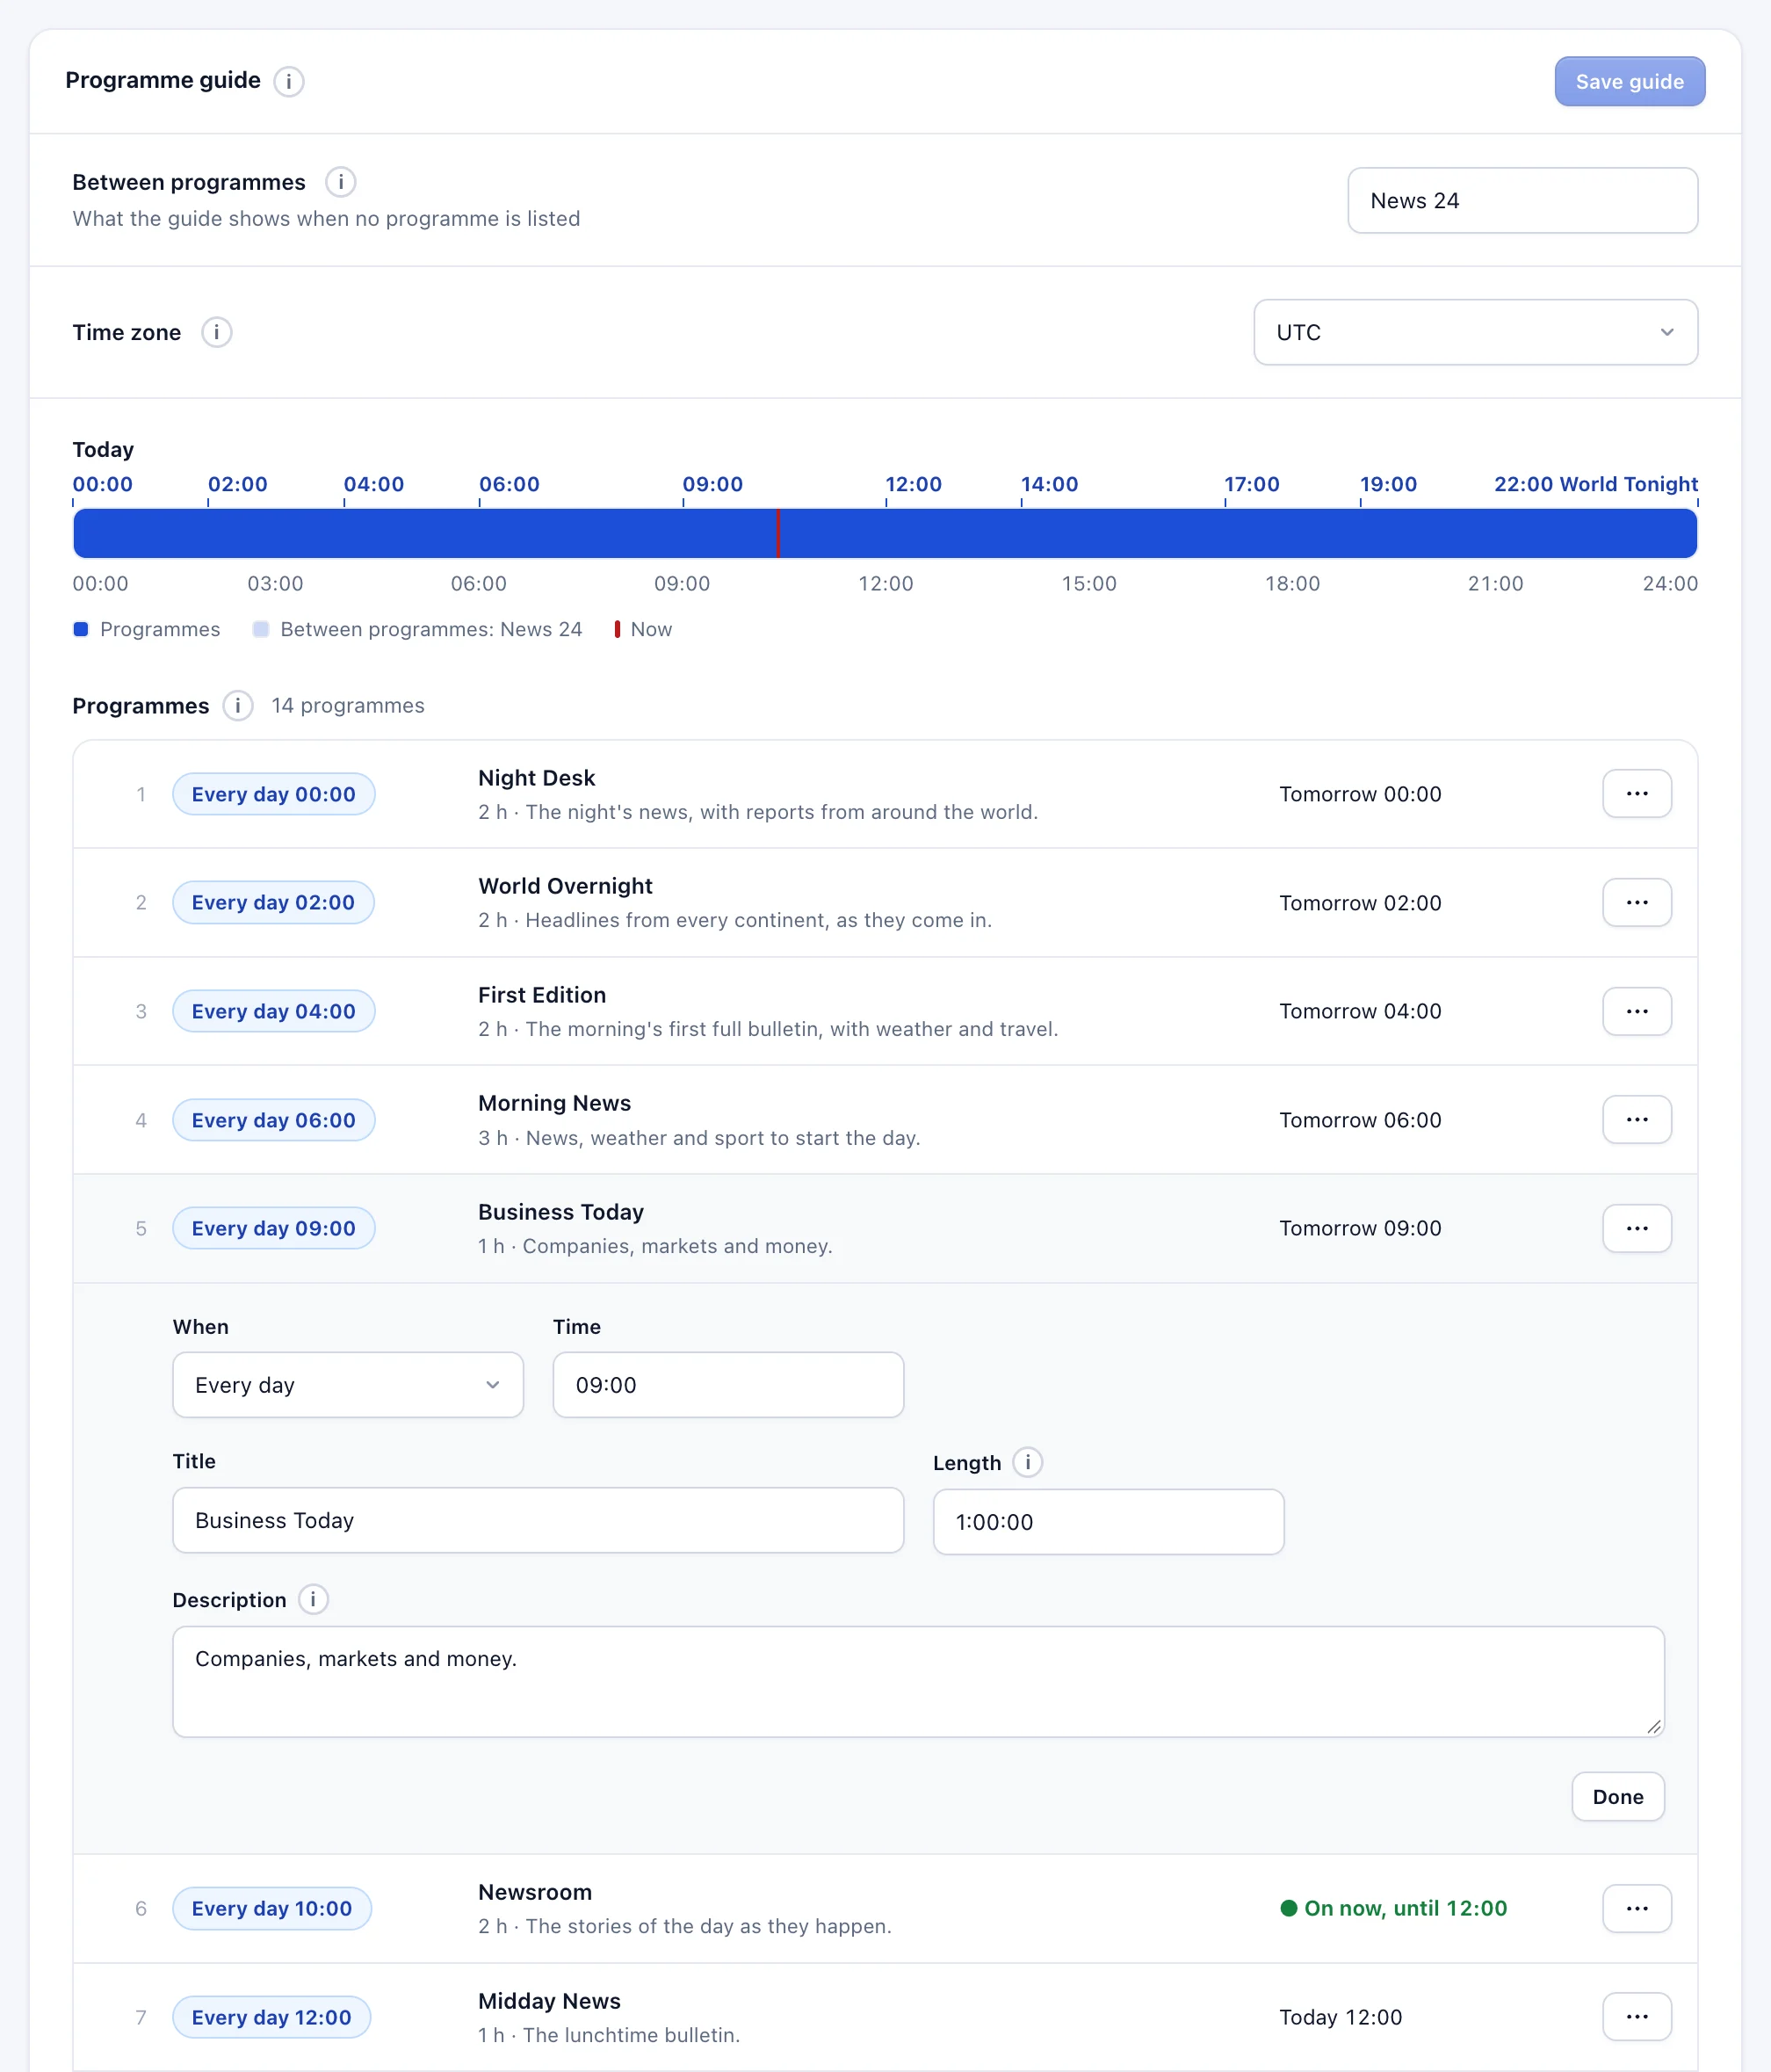 Programme guide i
Save guide
Between programmes i
What the guide shows when no programme is listed
News 24
Time zone i
UTC
Today
00:00 02:00 04:00 06:00 09:00 12:00 14:00 17:00 19:00 22:00 World Tonight
00:00 03:00 06:00 09:00 12:00 15:00 18:00 21:00 24:00
Programmes Between programmes: News 24 Now
Programmes i 14 programmes
1 Every day 00:00 Night Desk Tomorrow 00:00 ...
2 h · The night's news, with reports from around the world.
2 Every day 02:00 World Overnight Tomorrow 02:00 ...
2 h · Headlines from every continent, as they come in.
3 Every day 04:00 First Edition Tomorrow 04:00 ...
2 h · The morning's first full bulletin, with weather and travel.
4 Every day 06:00 Morning News Tomorrow 06:00 ...
3 h · News, weather and sport to start the day.
5 Every day 09:00 Business Today Tomorrow 09:00 ...
1 h · Companies, markets and money.
When Time
Every day 09:00
Title Length i
Business Today 1:00:00
Description i
Companies, markets and money.
Done
6 Every day 10:00 Newsroom On now, until 12:00 ...
2 h · The stories of the day as they happen.
7 Every day 12:00 Midday News Today 12:00 ...
1 h · The lunchtime bulletin.